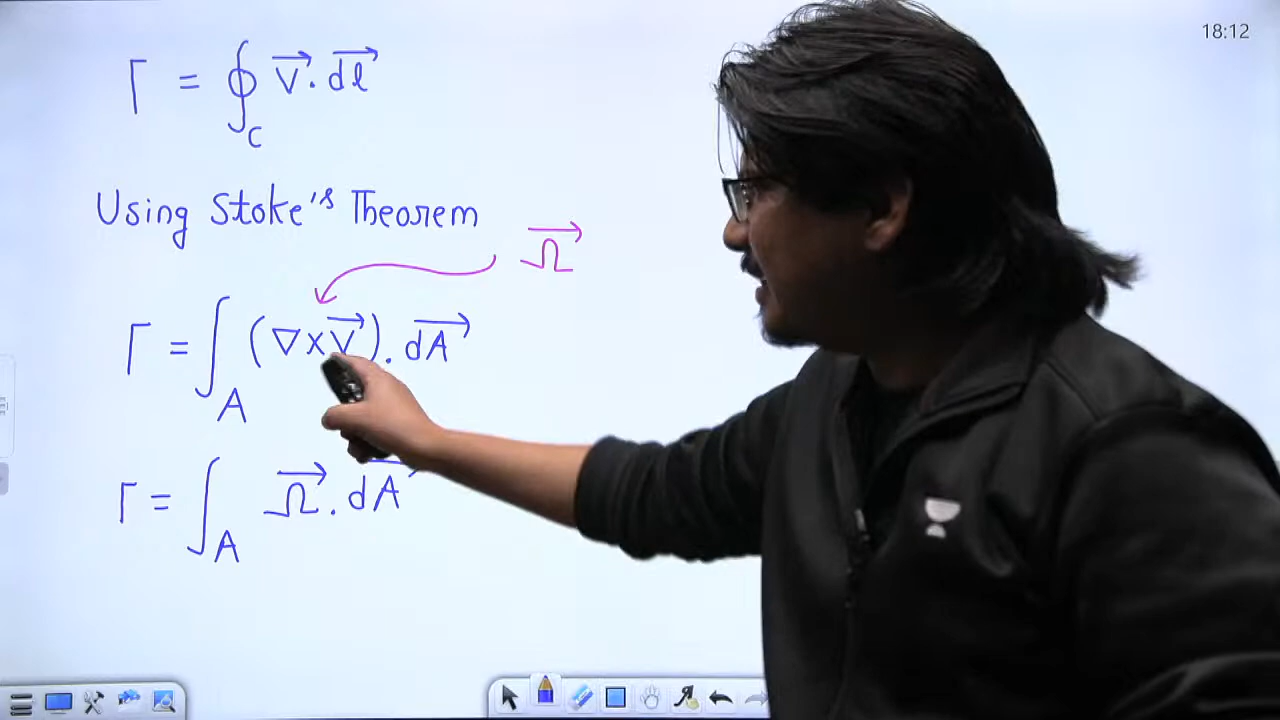 18:12
Γ = ∮_C V⃗ . dl⃗
Using Stoke's Theorem
Ω⃗
Γ = ∫_A (∇ × V⃗) . dA⃗
Γ = ∫_A Ω⃗ . dA⃗